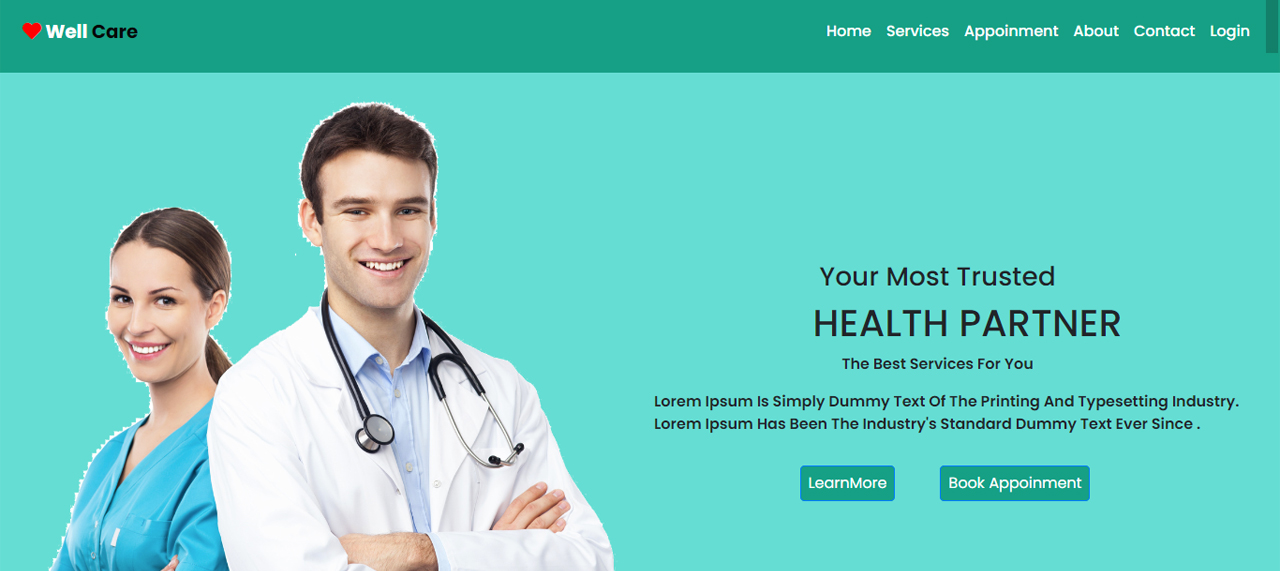 Well Care
Home Services Appoinment About Contact Login
Your Most Trusted
HEALTH PARTNER
The Best Services For You
Lorem Ipsum Is Simply Dummy Text Of The Printing And Typesetting Industry.
Lorem Ipsum Has Been The Industry's Standard Dummy Text Ever Since .
LearnMore Book Appoinment